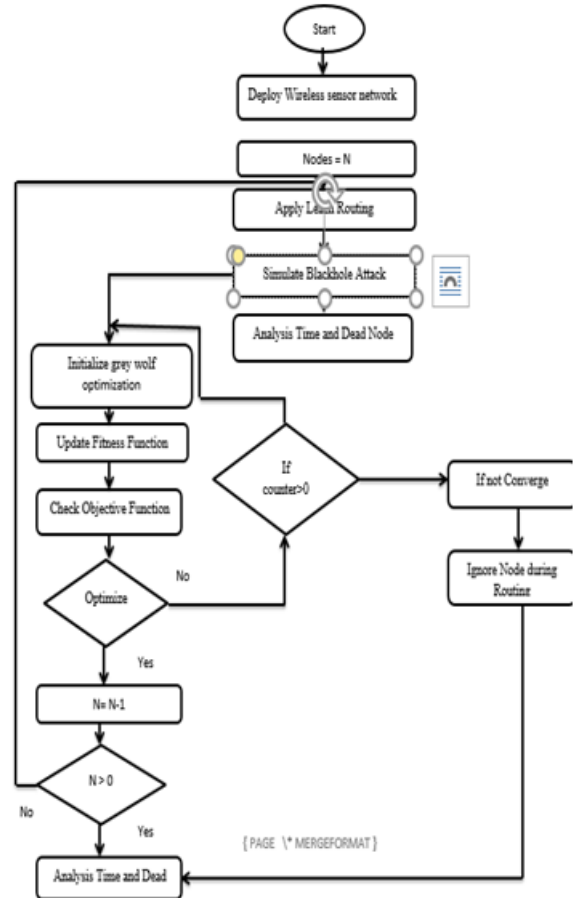 Start
Deploy Wireless sensor network
Nodes = N
Apply Routing
Simulate Blackhole Attack
Analysis Time and Dead Node
Initialize grey wolf
optimization
Update Fitness Function
Check Objective Function
If
counter>0
If not Converge
Ignore Node during
Routing
No
Optimize
Yes
N= N-1
N > 0
No
Yes
{ PAGE \* MERGEFORMAT }
Analysis Time and Dead